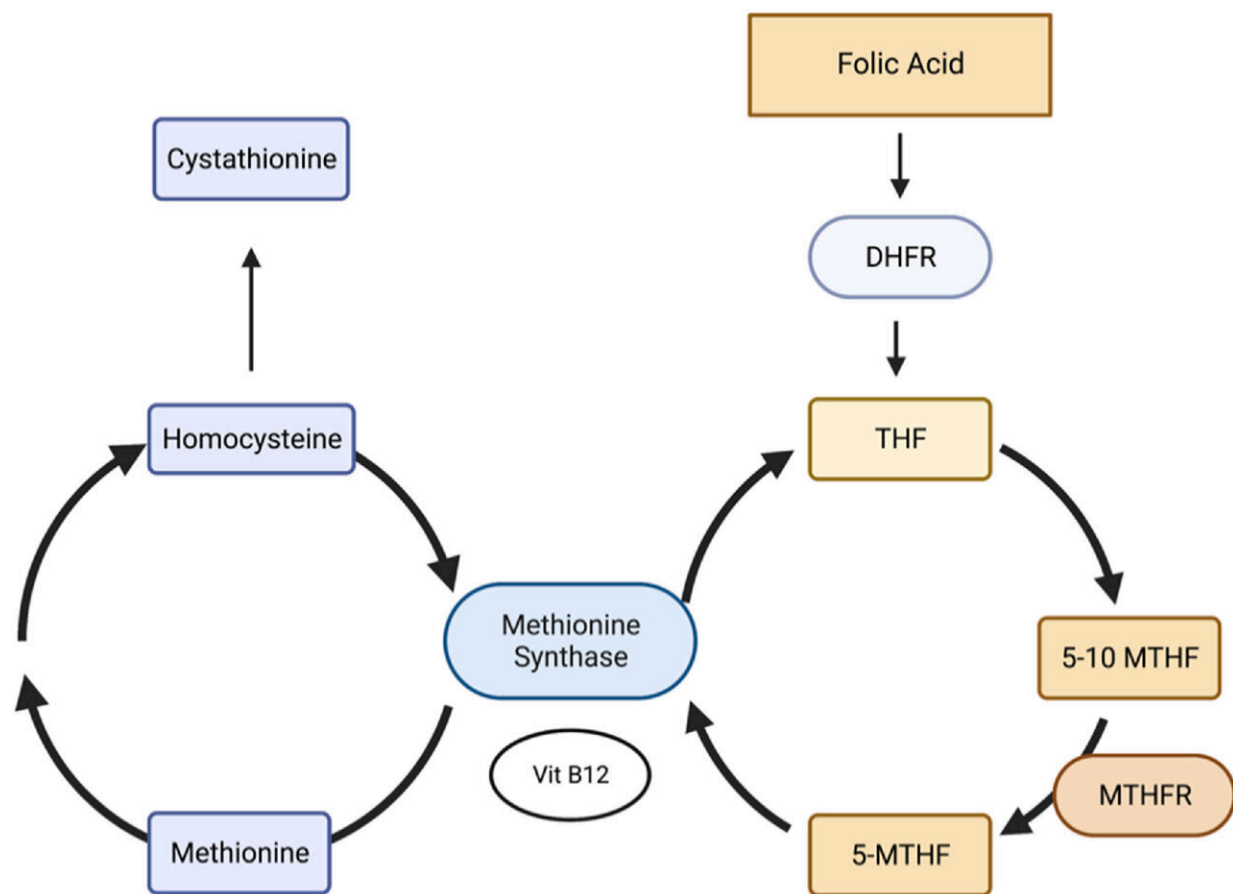 Folic Acid
Cystathionine
DHFR
Homocysteine
THF
Methionine
Synthase
5-10 MTHF
Vit B12
MTHFR
Methionine
5-MTHF